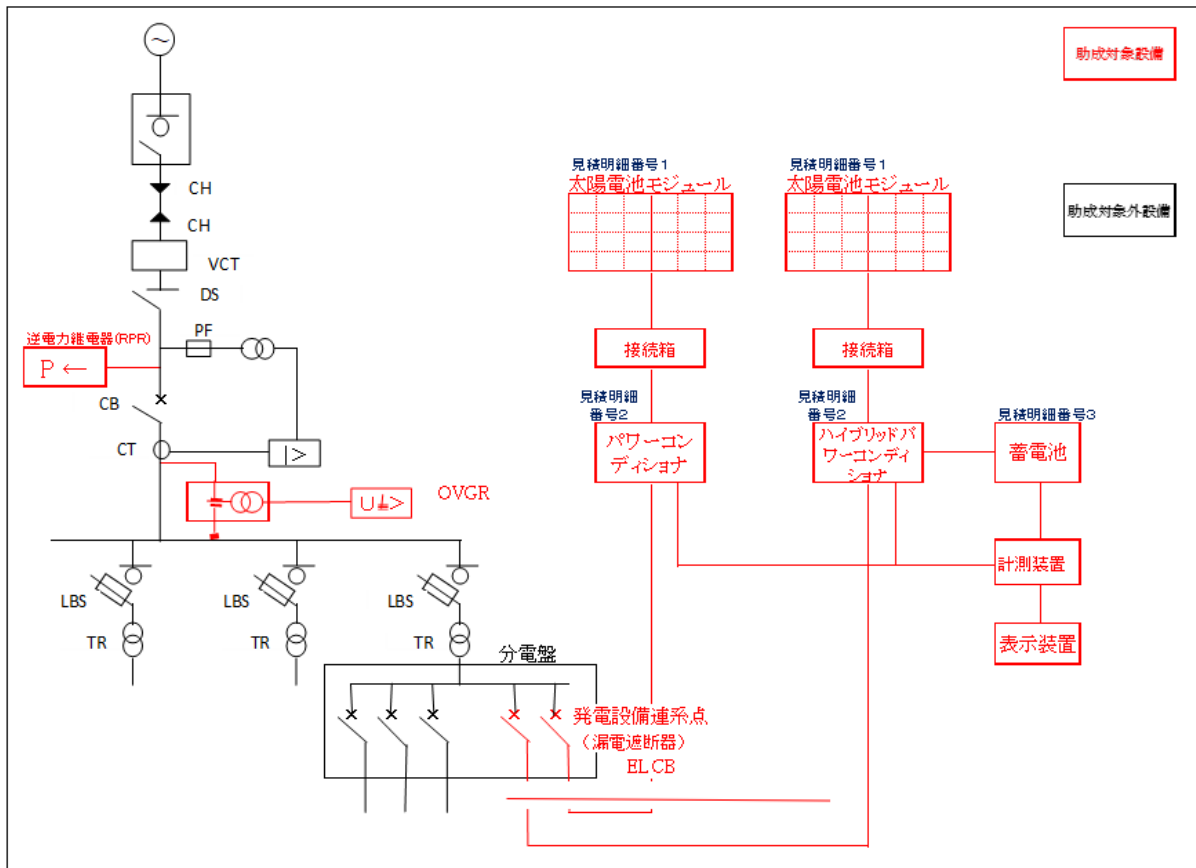 助成対象設備
助成対象外設備
CH
CH
VCT
DS
PF
逆電力継電器(RPR)
P ←
CB
CT
|>
OVGR
U⏚>
LBS
LBS
LBS
TR
TR
TR
分電盤
見積明細番号1
太陽電池モジュール
見積明細番号1
太陽電池モジュール
接続箱
接続箱
見積明細
番号2
パワーコン
ディショナ
見積明細
番号2
ハイブリッドパ
ワーコンディ
ショナ
見積明細番号3
蓄電池
計測装置
表示装置
発電設備連系点
（漏電遮断器）
ELCB